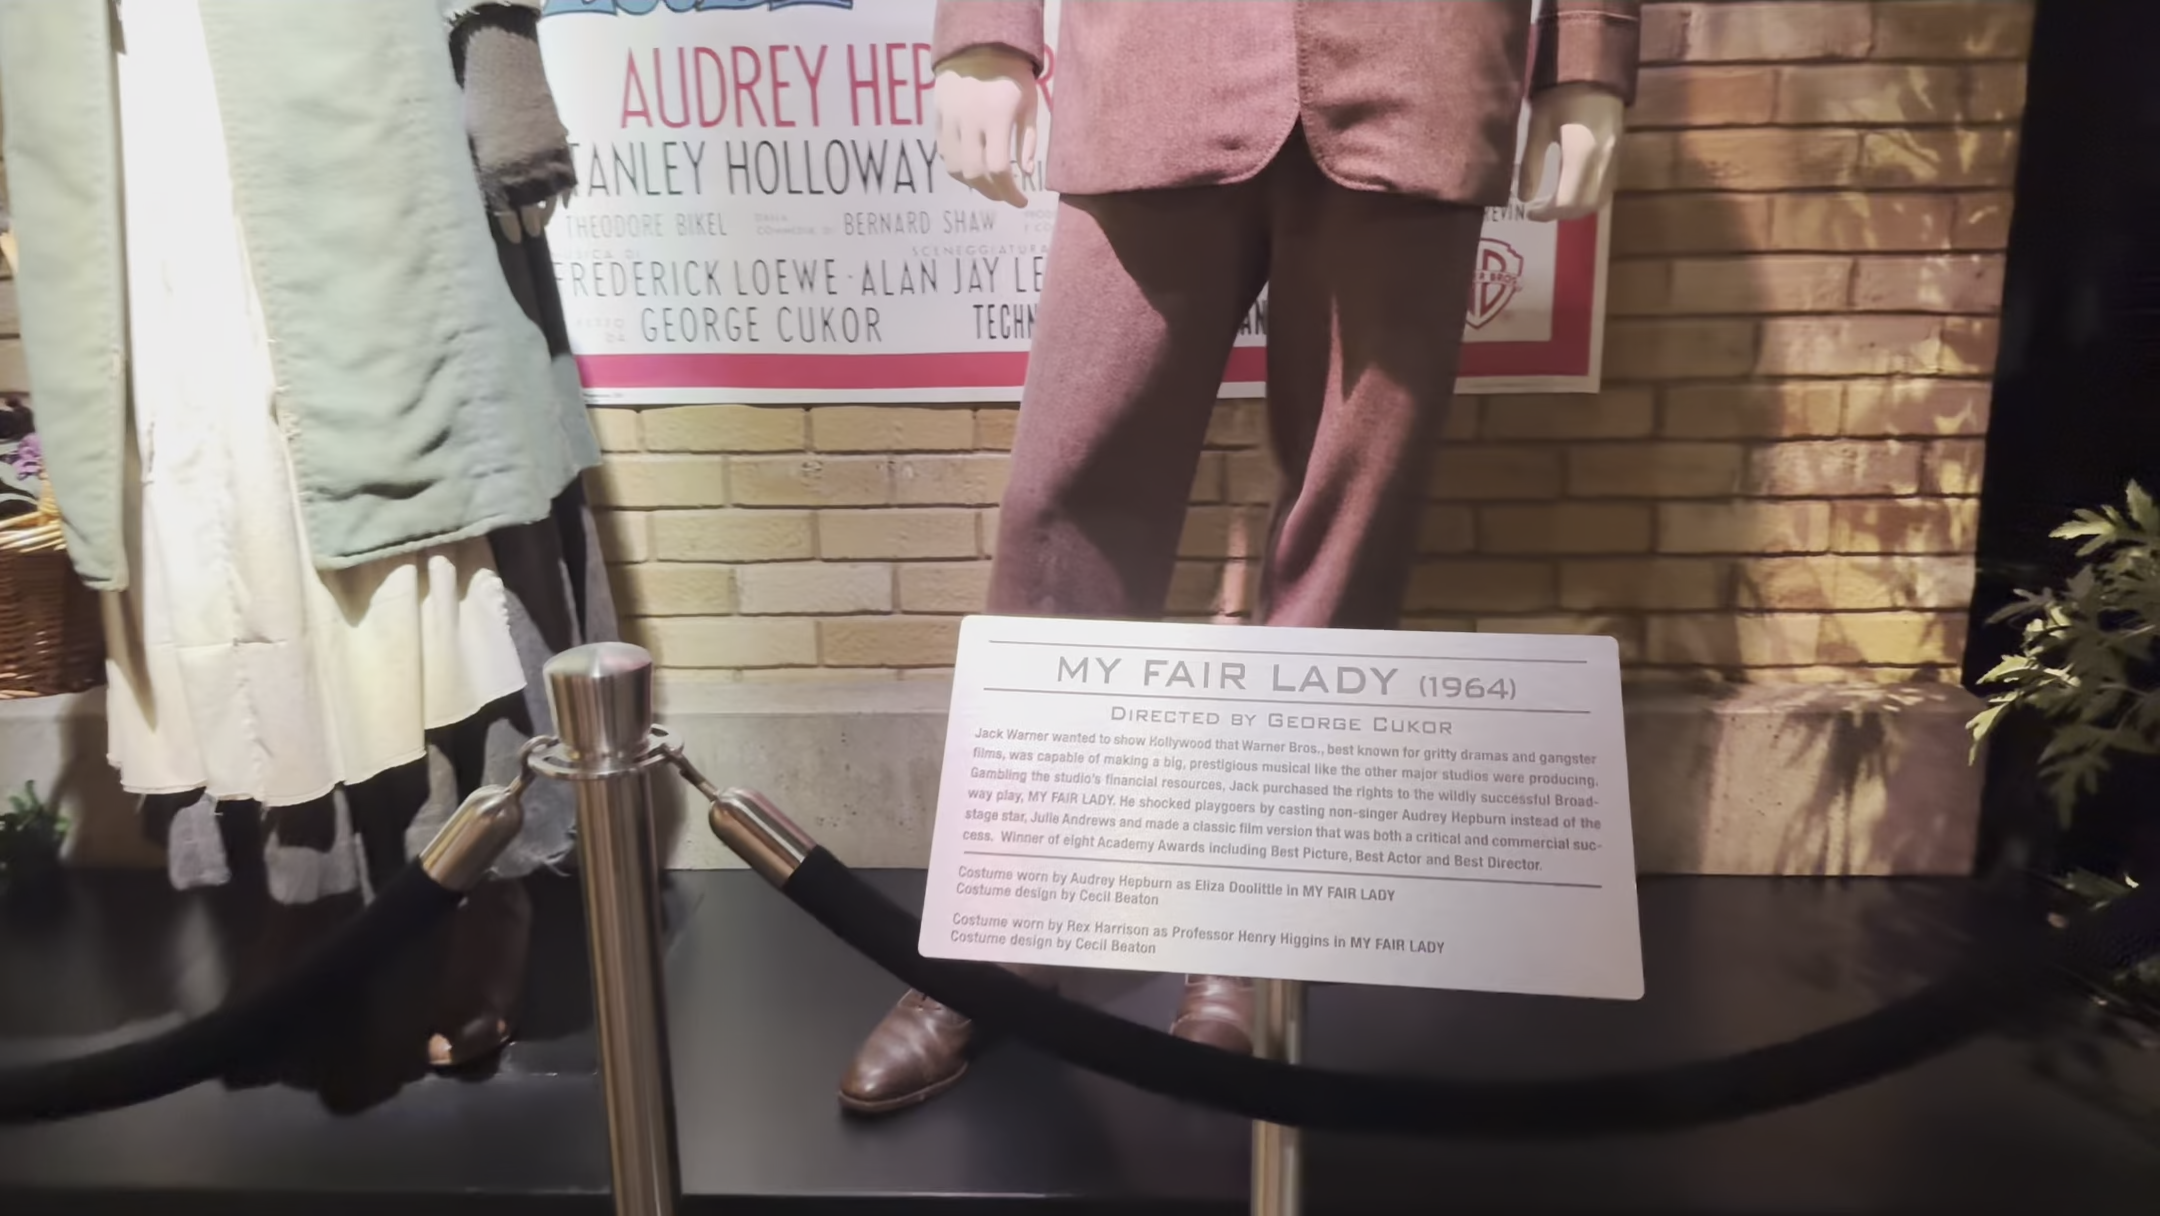 AUDREY HEP R
TANLEY HOLLOWAY
THEODORE BIKEL BERNARD SHAW
SCENEGGIATURA
FREDERICK LOEWE · ALAN JAY LE
GEORGE CUKOR TECHN
MY FAIR LADY (1964)
DIRECTED BY GEORGE CUKOR
Jack Warner wanted to show Hollywood that Warner Bros., best known for gritty dramas and gangster
films, was capable of making a big, prestigious musical like the other major studios were producing.
Gambling the studio's financial resources, Jack purchased the rights to the wildly successful Broad-
way play, MY FAIR LADY. He shocked playgoers by casting non-singer Audrey Hepburn instead of the
stage star, Julie Andrews and made a classic film version that was both a critical and commercial suc-
cess. Winner of eight Academy Awards including Best Picture, Best Actor and Best Director.
Costume worn by Audrey Hepburn as Eliza Doolittle in MY FAIR LADY
Costume design by Cecil Beaton
Costume worn by Rex Harrison as Professor Henry Higgins in MY FAIR LADY
Costume design by Cecil Beaton